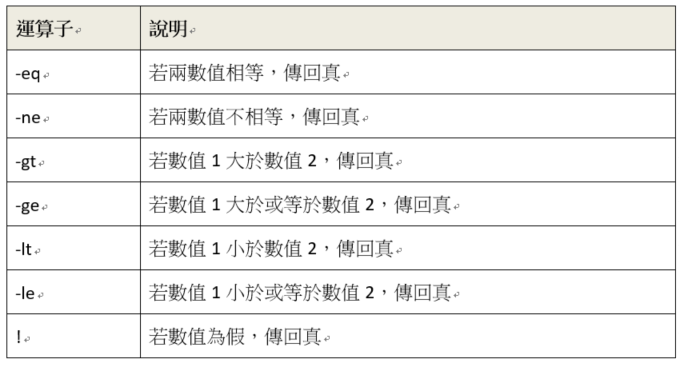 運算子 說明
-eq 若兩數值相等，傳回真
-ne 若兩數值不相等，傳回真
-gt 若數值 1 大於數值 2，傳回真
-ge 若數值 1 大於或等於數值 2，傳回真
-lt 若數值 1 小於數值 2，傳回真
-le 若數值 1 小於或等於數值 2，傳回真
! 若數值為假，傳回真